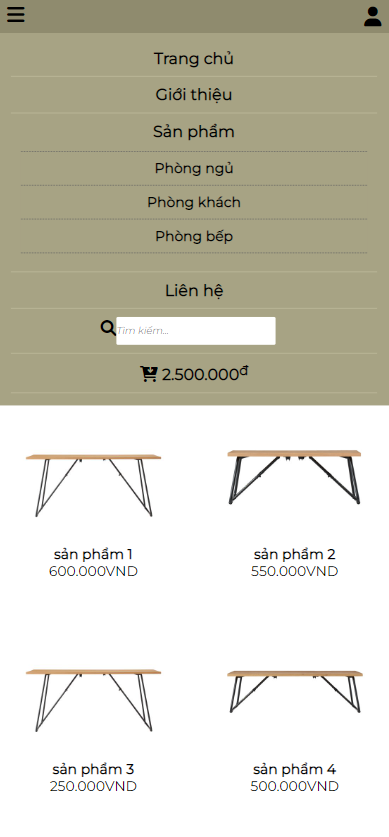 Trang chủ
Giới thiệu
Sản phẩm
Phòng ngủ
Phòng khách
Phòng bếp
Liên hệ
Tìm kiếm...
2.500.000đ
sản phẩm 1
600.000VND
sản phẩm 2
550.000VND
sản phẩm 3
250.000VND
sản phẩm 4
500.000VND